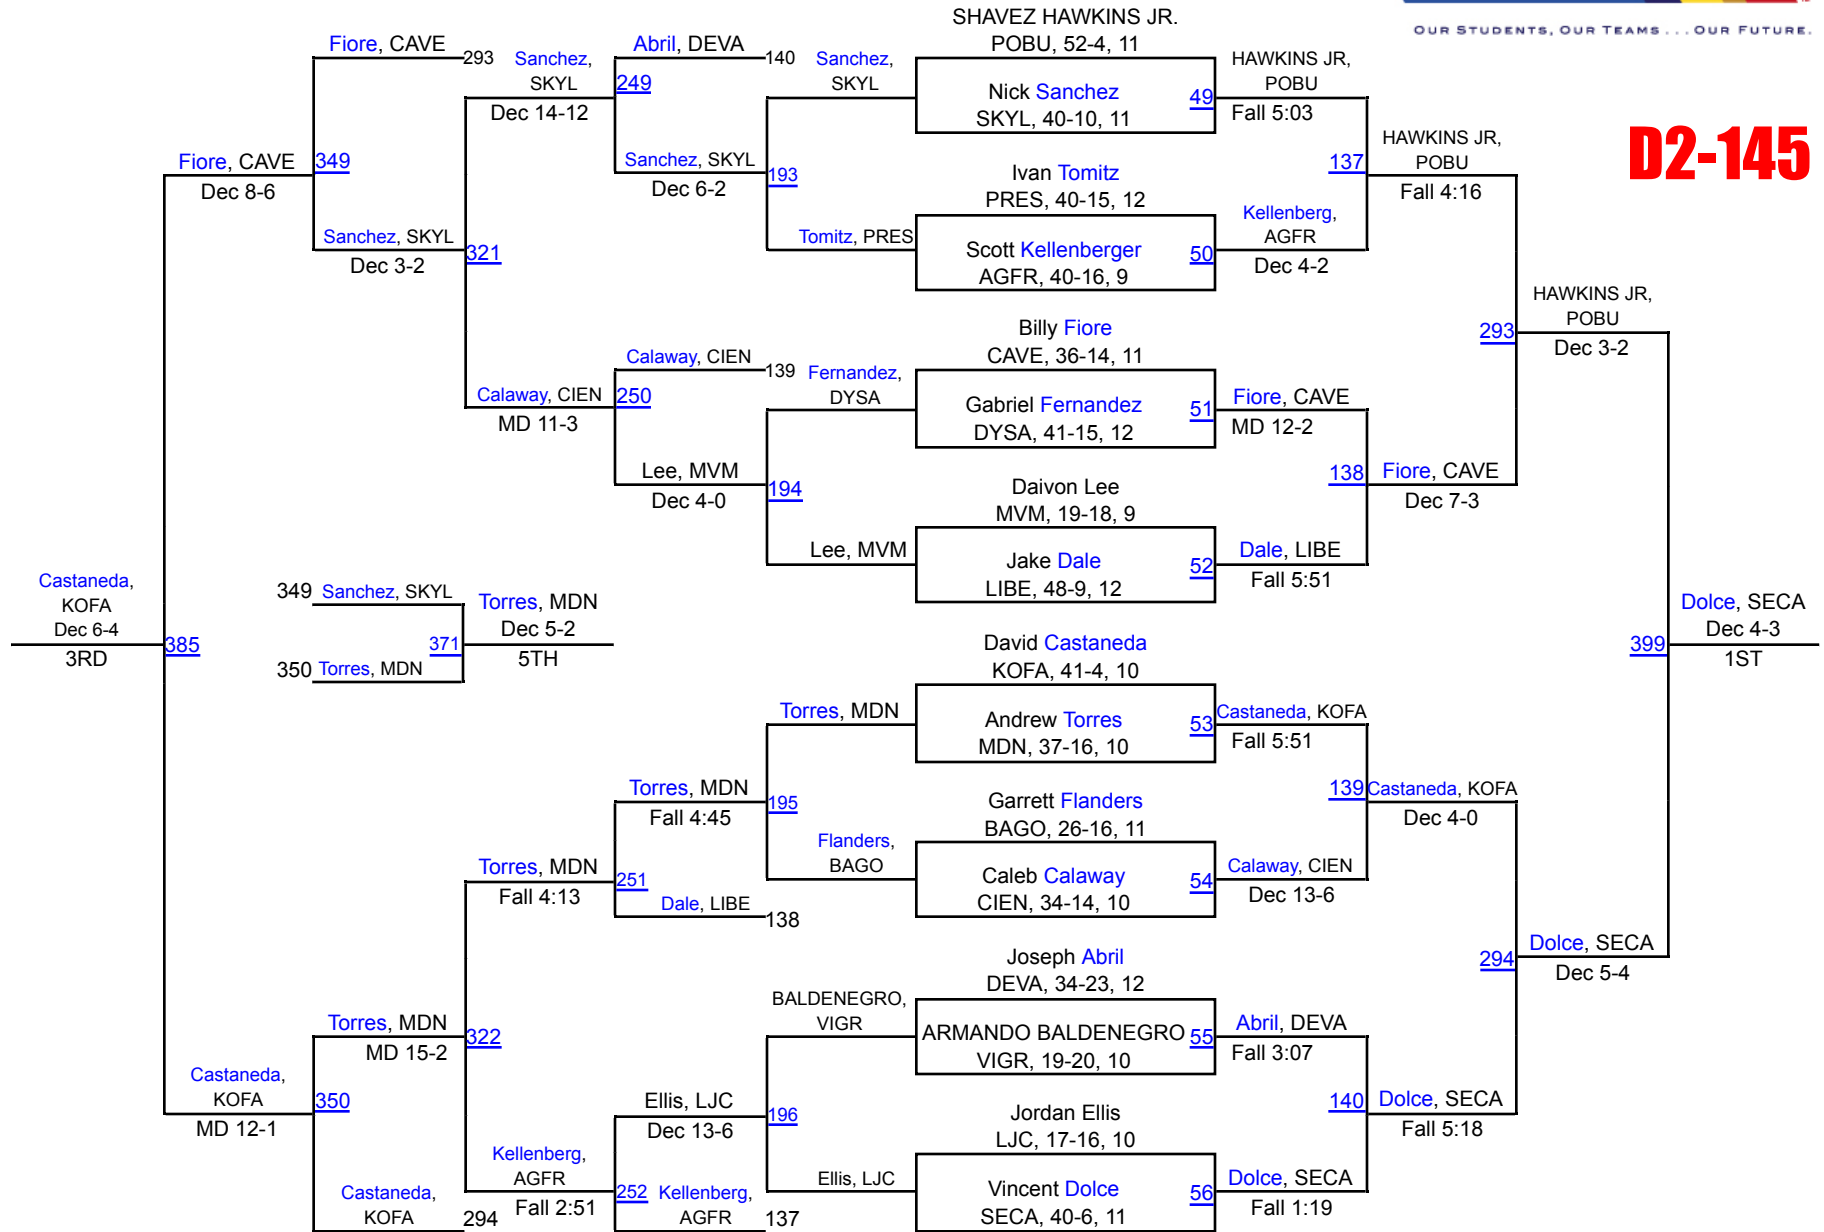 OUR STUDENTS, OUR TEAMS . . . OUR FUTURE.
D2-145
Fiore, CAVE
293
Sanchez,
SKYL
Dec 14-12
Abril, DEVA
140
249
Sanchez,
SKYL
SHAVEZ HAWKINS JR.
POBU, 52-4, 11
Nick Sanchez
SKYL, 40-10, 11
49
HAWKINS JR,
POBU
Fall 5:03
Fiore, CAVE
Dec 8-6
349
Sanchez, SKYL
Dec 6-2
193
Ivan Tomitz
PRES, 40-15, 12
137
HAWKINS JR,
POBU
Fall 4:16
Sanchez, SKYL
Dec 3-2
321
Tomitz, PRES
Scott Kellenberger
AGFR, 40-16, 9
50
Kellenberg,
AGFR
Dec 4-2
HAWKINS JR,
POBU
Dec 3-2
293
Calaway, CIEN
139
Fernandez,
DYSA
Billy Fiore
CAVE, 36-14, 11
Gabriel Fernandez
DYSA, 41-15, 12
51
Fiore, CAVE
MD 12-2
Calaway, CIEN
MD 11-3
250
Lee, MVM
Dec 4-0
194
Daivon Lee
MVM, 19-18, 9
138
Fiore, CAVE
Dec 7-3
Lee, MVM
Jake Dale
LIBE, 48-9, 12
52
Dale, LIBE
Fall 5:51
Castaneda,
KOFA
Dec 6-4
3RD
385
349 Sanchez, SKYL
371
350 Torres, MDN
Torres, MDN
Dec 5-2
5TH
399
Dolce, SECA
Dec 4-3
1ST
David Castaneda
KOFA, 41-4, 10
Torres, MDN
Andrew Torres
MDN, 37-16, 10
53
Castaneda, KOFA
Fall 5:51
Torres, MDN
Fall 4:45
195
Garrett Flanders
BAGO, 26-16, 11
139
Castaneda, KOFA
Dec 4-0
Torres, MDN
Fall 4:13
251
Flanders,
BAGO
Caleb Calaway
CIEN, 34-14, 10
54
Calaway, CIEN
Dec 13-6
Dale, LIBE
138
294
Dolce, SECA
Dec 5-4
Joseph Abril
DEVA, 34-23, 12
BALDENEGRO,
VIGR
ARMANDO BALDENEGRO
VIGR, 19-20, 10
55
Abril, DEVA
Fall 3:07
Torres, MDN
MD 15-2
322
Castaneda,
KOFA
MD 12-1
350
Ellis, LJC
Dec 13-6
196
Jordan Ellis
LJC, 17-16, 10
140
Dolce, SECA
Fall 5:18
Kellenberg,
AGFR
Fall 2:51
252
Kellenberg,
AGFR
137
Ellis, LJC
Vincent Dolce
SECA, 40-6, 11
56
Dolce, SECA
Fall 1:19
Castaneda,
KOFA
294